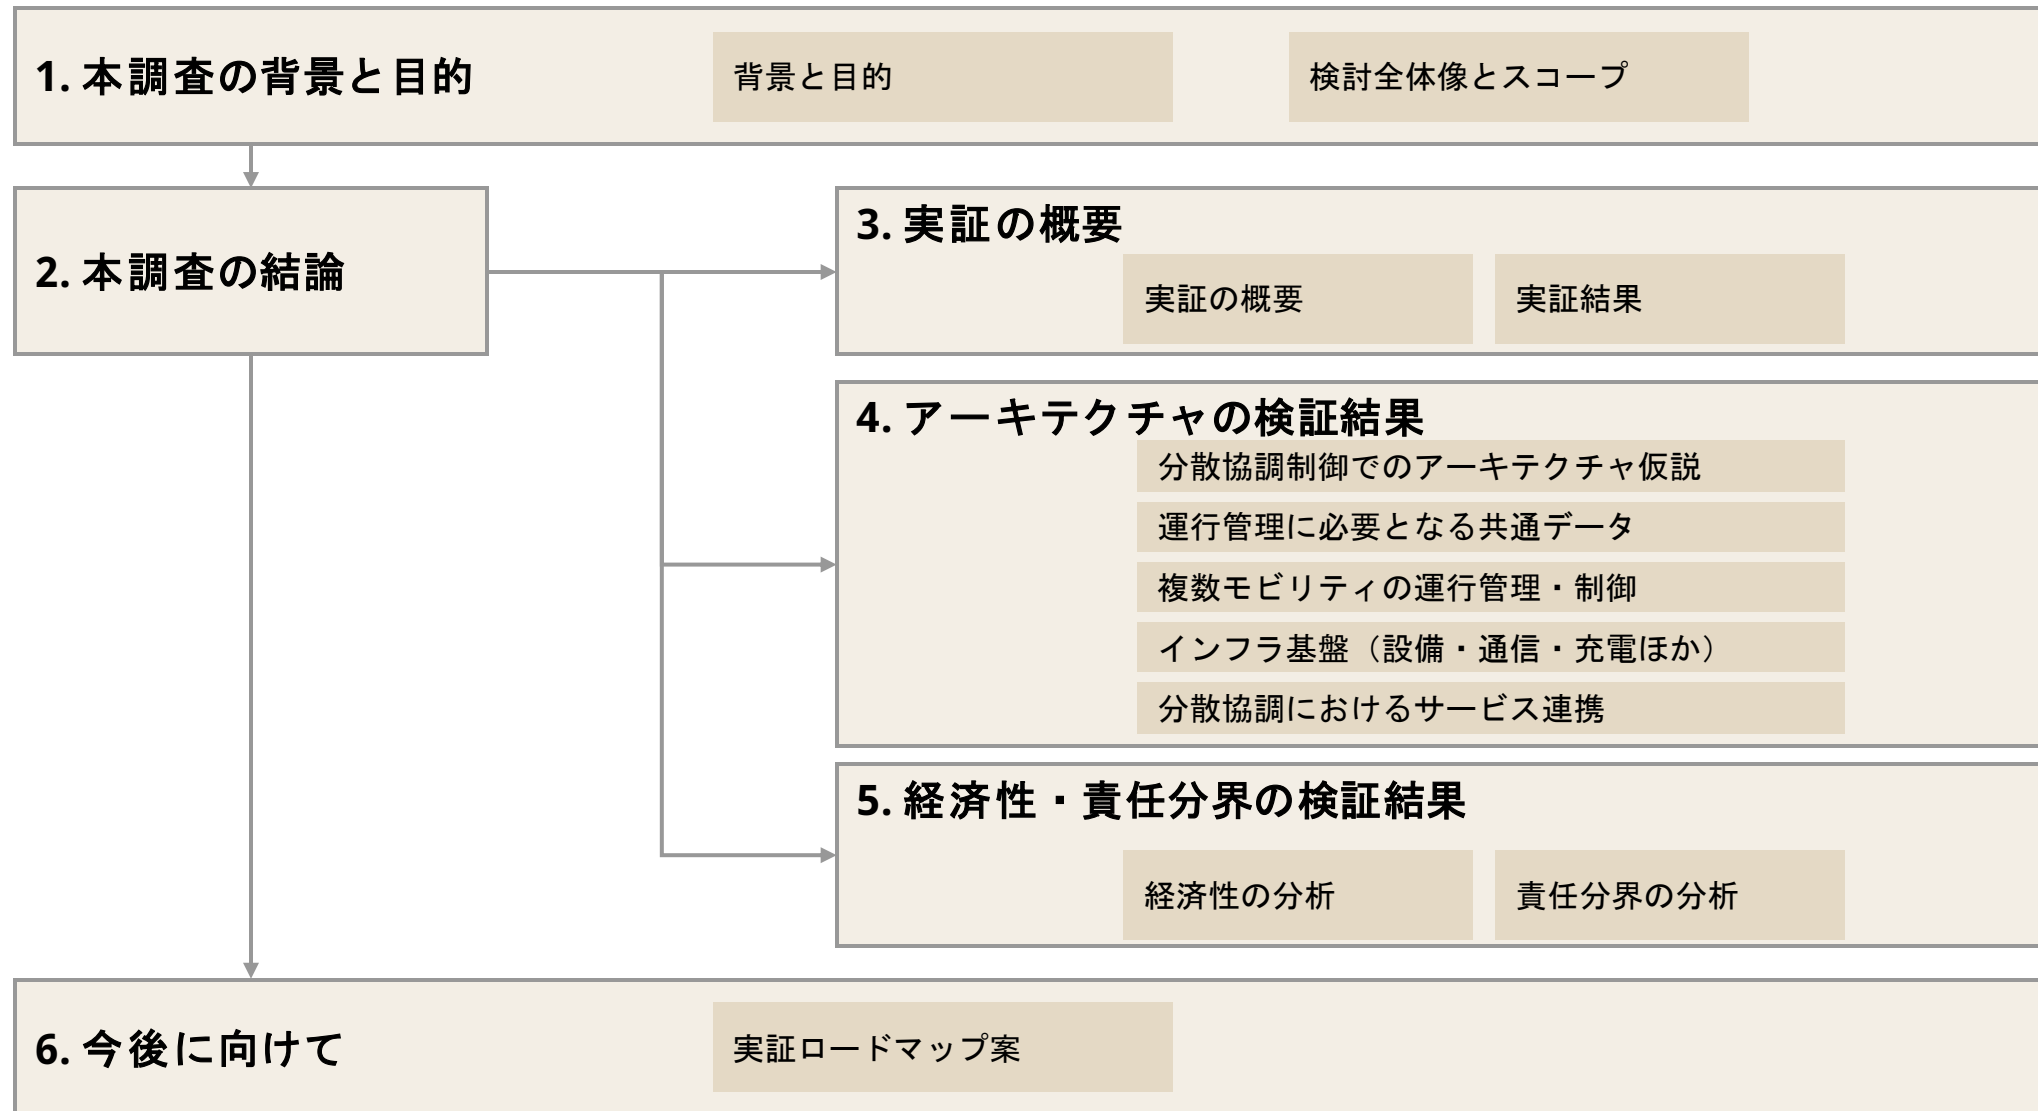 1. 本調査の背景と目的
背景と目的
検討全体像とスコープ
2. 本調査の結論
3. 実証の概要
実証の概要
実証結果
4. アーキテクチャの検証結果
分散協調制御でのアーキテクチャ仮説
運行管理に必要となる共通データ
複数モビリティの運行管理・制御
インフラ基盤（設備・通信・充電ほか）
分散協調におけるサービス連携
5. 経済性・責任分界の検証結果
経済性の分析
責任分界の分析
6. 今後に向けて
実証ロードマップ案